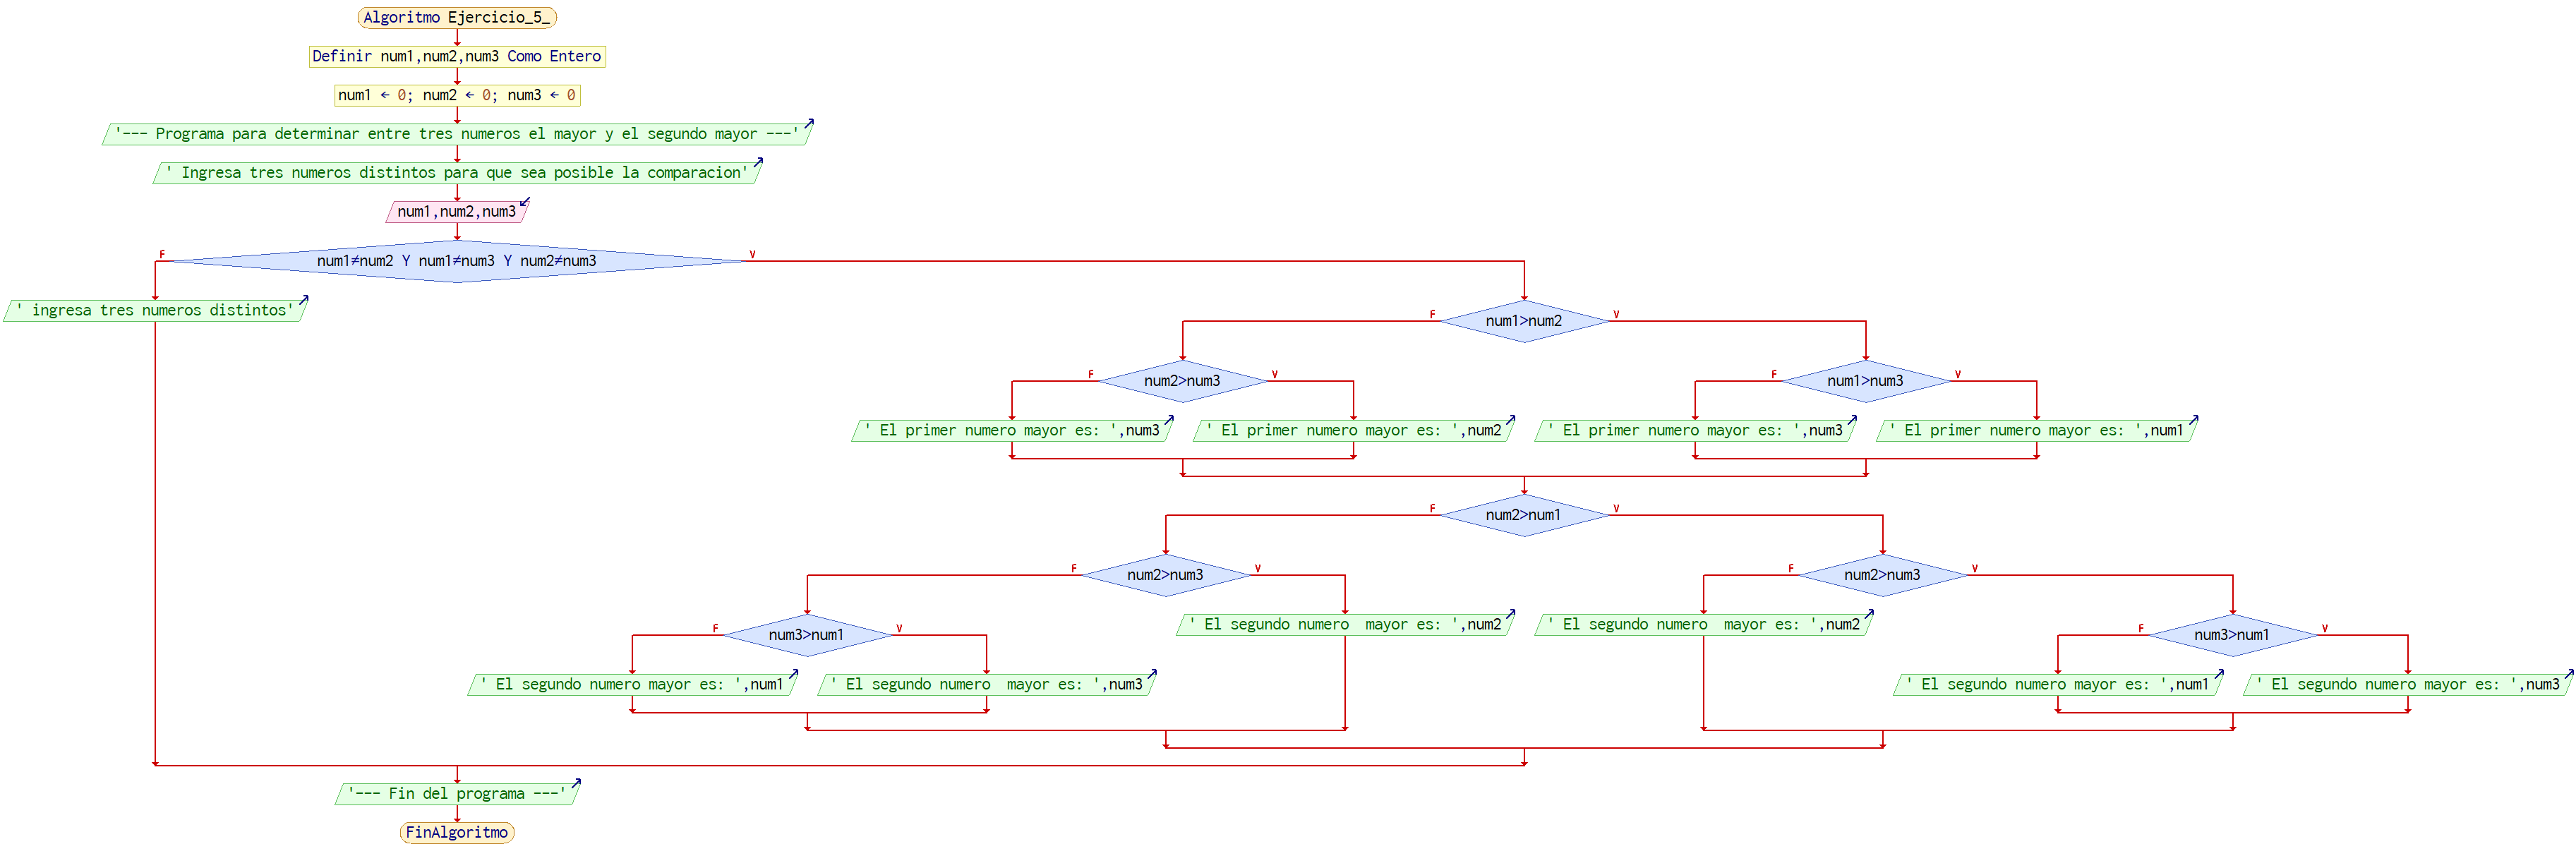 Algoritmo Ejercicio_5_
Definir num1,num2,num3 Como Entero
num1 ← 0; num2 ← 0; num3 ← 0
'--- Programa para determinar entre tres numeros el mayor y el segundo mayor ---'
' Ingresa tres numeros distintos para que sea posible la comparacion'
num1,num2,num3
F
num1≠num2 Y num1≠num3 Y num2≠num3
V
' ingresa tres numeros distintos'
F
num1>num2
V
F
num2>num3
V
F
num1>num3
V
' El primer numero mayor es: ',num3
' El primer numero mayor es: ',num2
' El primer numero mayor es: ',num3
' El primer numero mayor es: ',num1
F
num2>num1
V
F
num2>num3
V
F
num2>num3
V
F
num3>num1
V
' El segundo numero  mayor es: ',num2
' El segundo numero  mayor es: ',num2
F
num3>num1
V
' El segundo numero mayor es: ',num1
' El segundo numero  mayor es: ',num3
' El segundo numero mayor es: ',num1
' El segundo numero mayor es: ',num3
'--- Fin del programa ---'
FinAlgoritmo